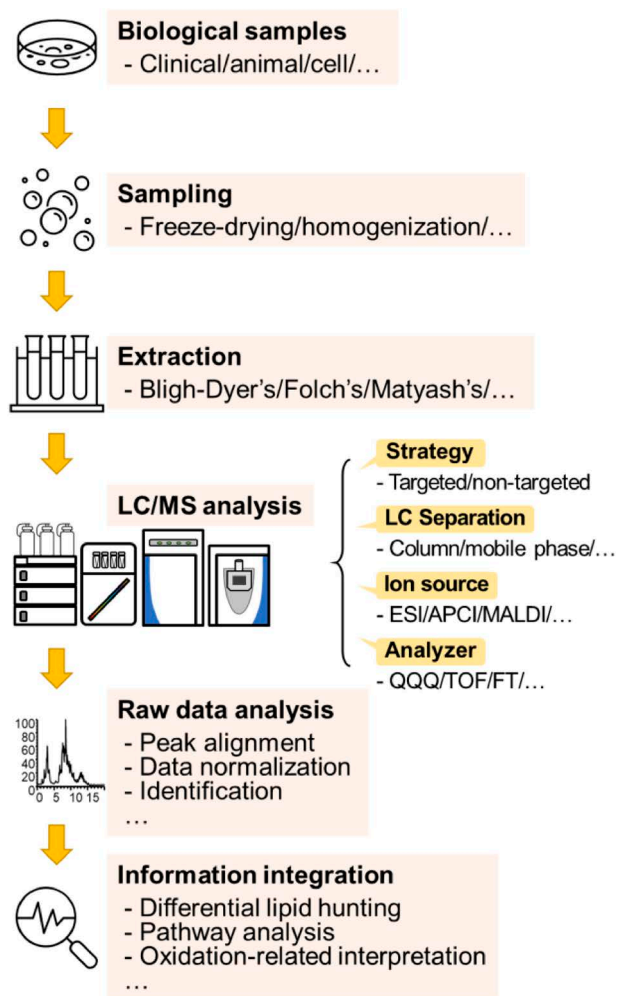 Biological samples
- Clinical/animal/cell/…
Sampling
- Freeze-drying/homogenization/…
Extraction
- Bligh-Dyer’s/Folch’s/Matyash’s/…
LC/MS analysis
Strategy
- Targeted/non-targeted
LC Separation
- Column/mobile phase/…
Ion source
- ESI/APCI/MALDI/…
Analyzer
- QQQ/TOF/FT/…
Raw data analysis
- Peak alignment
- Data normalization
- Identification
…
100
80
60
40
20
0
0 5 10 15
Information integration
- Differential lipid hunting
- Pathway analysis
- Oxidation-related interpretation
…